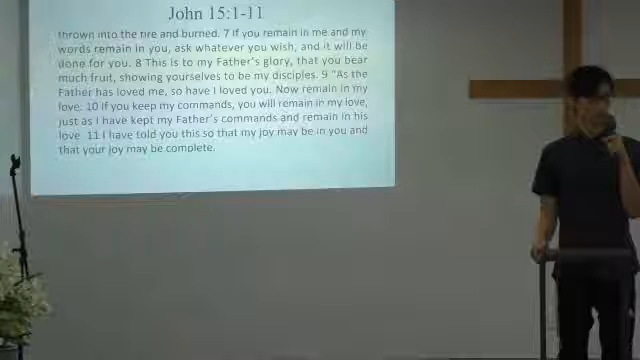 John 15:1-11
thrown into the fire and burned. 7 If you remain in me and my
words remain in you, ask whatever you wish, and it will be
done for you. 8 This is to my Father's glory, that you bear
much fruit, showing yourselves to be my disciples. 9 "As the
Father has loved me, so have I loved you. Now remain in my
love. 10 If you keep my commands, you will remain in my love,
just as I have kept my Father's commands and remain in his
love. 11 I have told you this so that my joy may be in you and
that your joy may be complete.